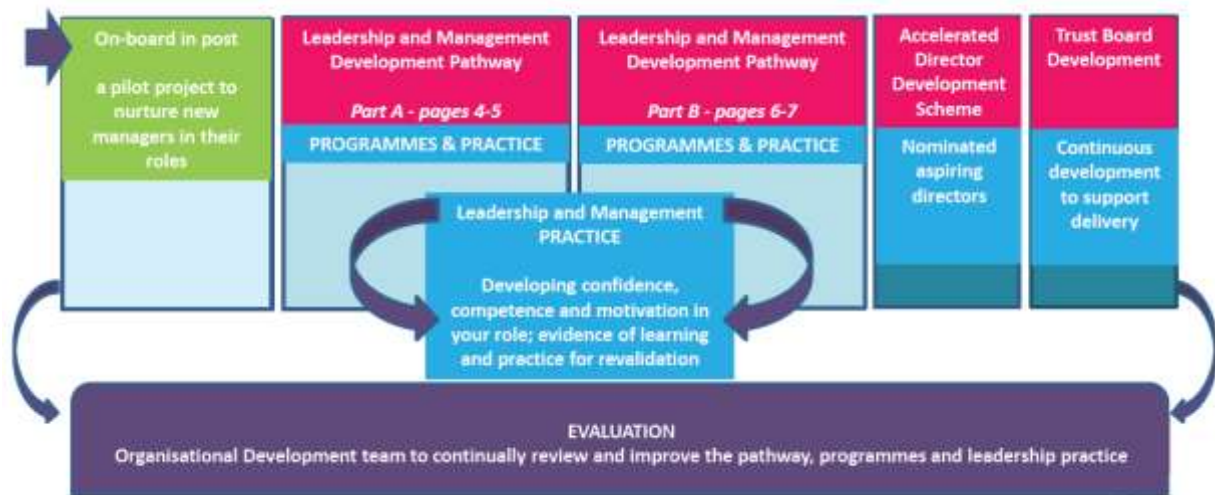 On-board in post
a pilot project to
nurture new
managers in their
roles
Leadership and Management
Development Pathway
Part A - pages 4-5
PROGRAMMES & PRACTICE
Leadership and Management
Development Pathway
Part B - pages 6-7
PROGRAMMES & PRACTICE
Accelerated
Director
Development
Scheme
Nominated
aspiring
directors
Trust Board
Development
Continuous
development
to support
delivery
Leadership and Management
PRACTICE
Developing confidence,
competence and motivation in
your role; evidence of learning
and practice for revalidation
EVALUATION
Organisational Development team to continually review and improve the pathway, programmes and leadership practice